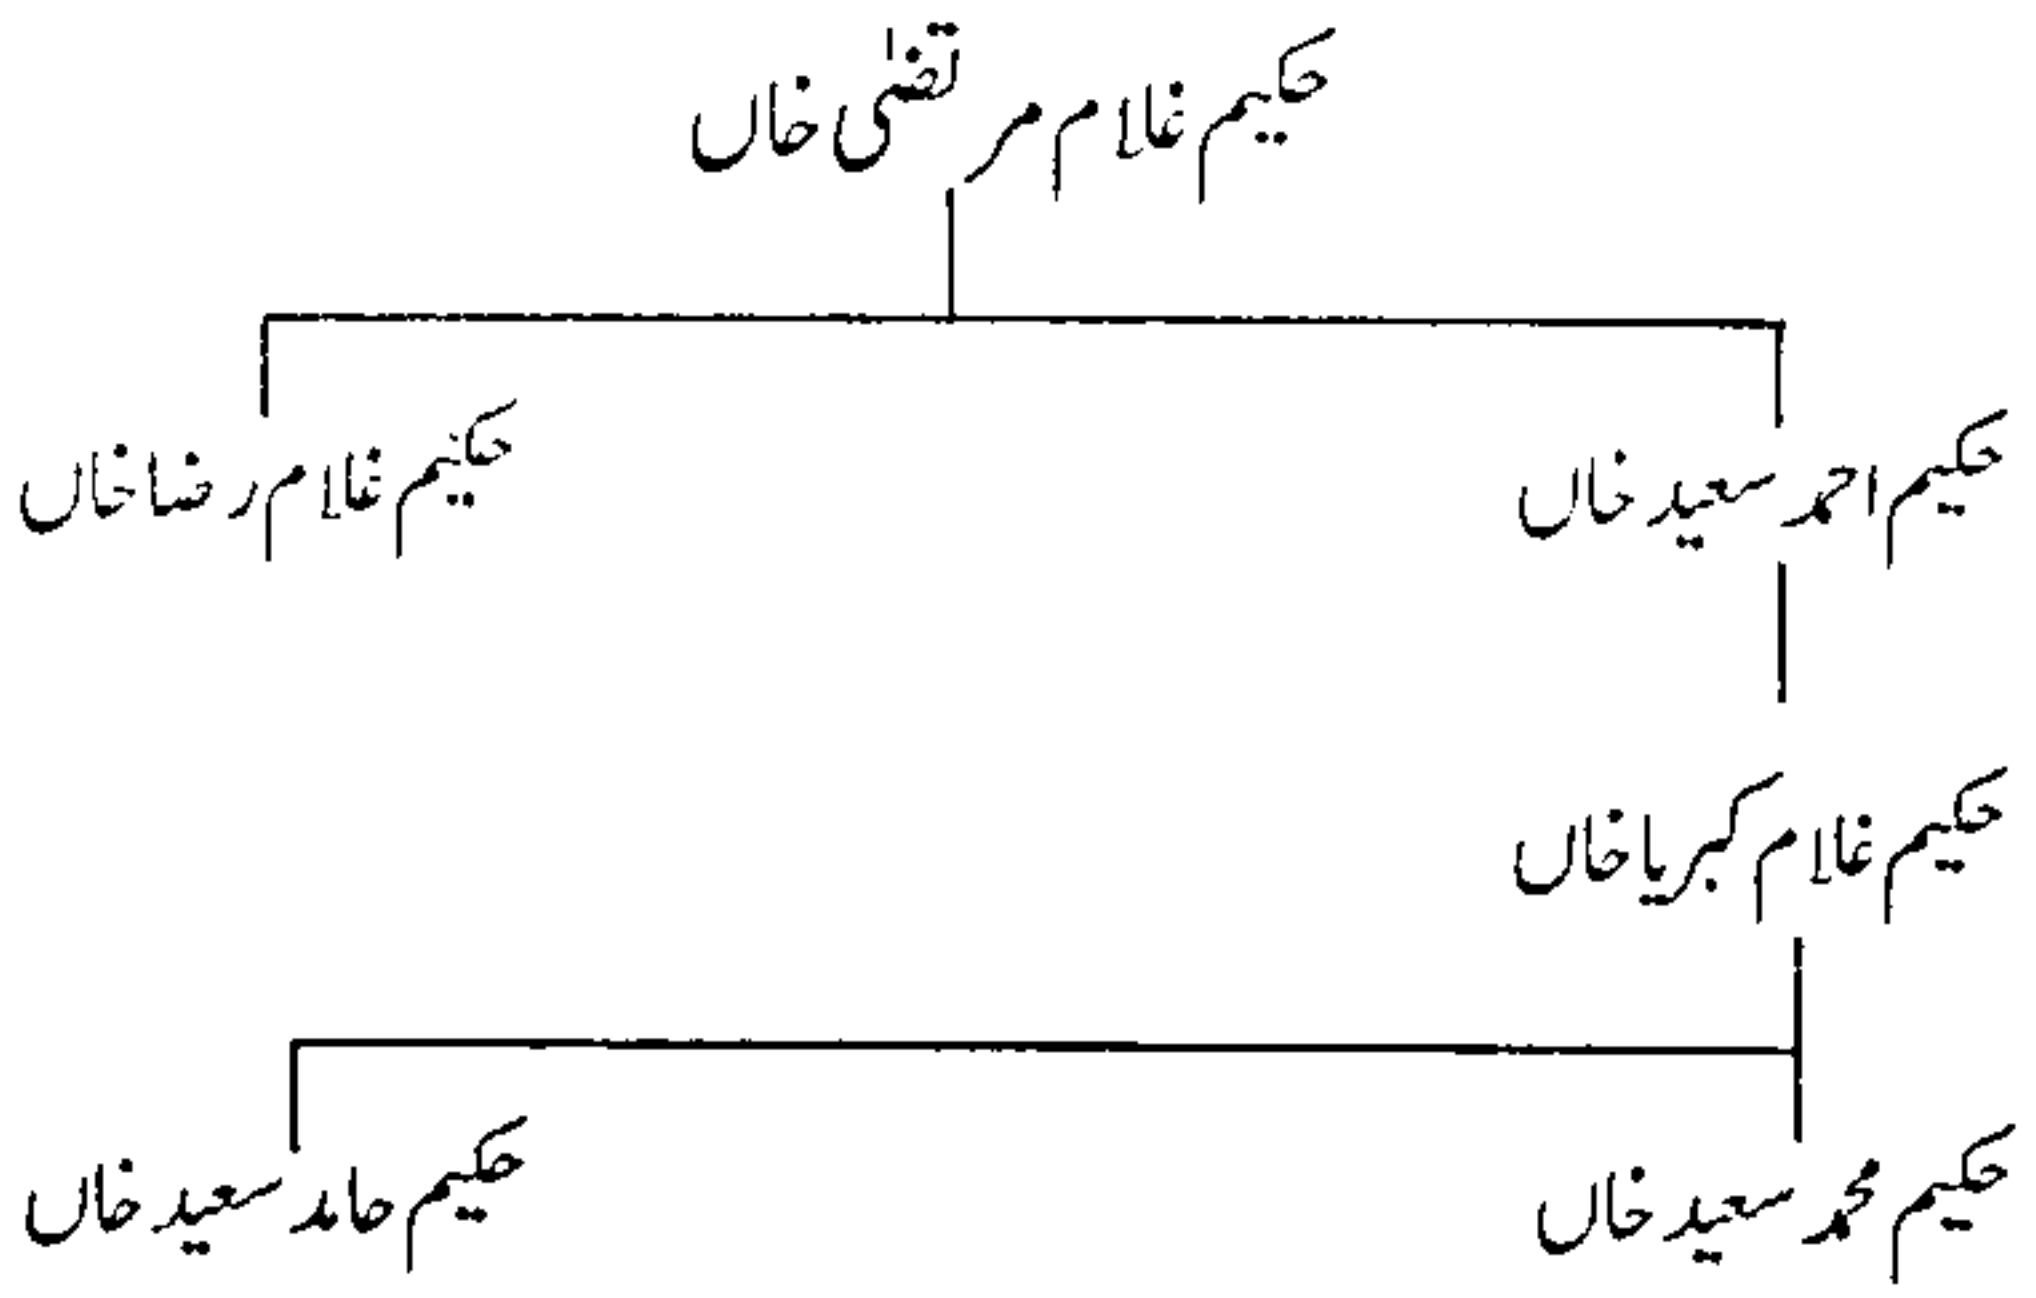 حکیم غلام مرتضیٰ خاں
حکیم احمد سعید خاں
حکیم غلام رضا خاں
حکیم غلام کبریا خاں
حکیم محمد سعید خاں
حکیم حامد سعید خاں